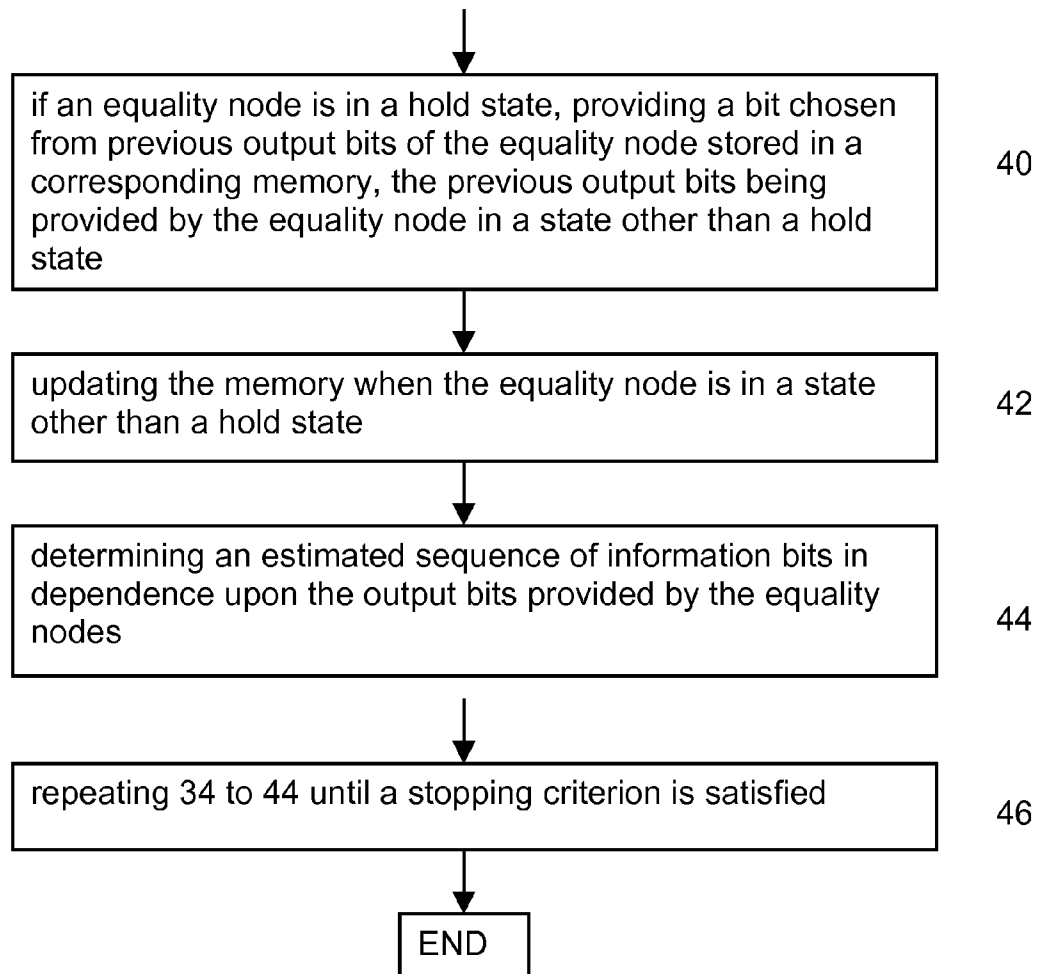 if an equality node is in a hold state, providing a bit chosen
from previous output bits of the equality node stored in a
corresponding memory, the previous output bits being
provided by the equality node in a state other than a hold
state
40
updating the memory when the equality node is in a state
other than a hold state
42
determining an estimated sequence of information bits in
dependence upon the output bits provided by the equality
nodes
44
repeating 34 to 44 until a stopping criterion is satisfied
46
END